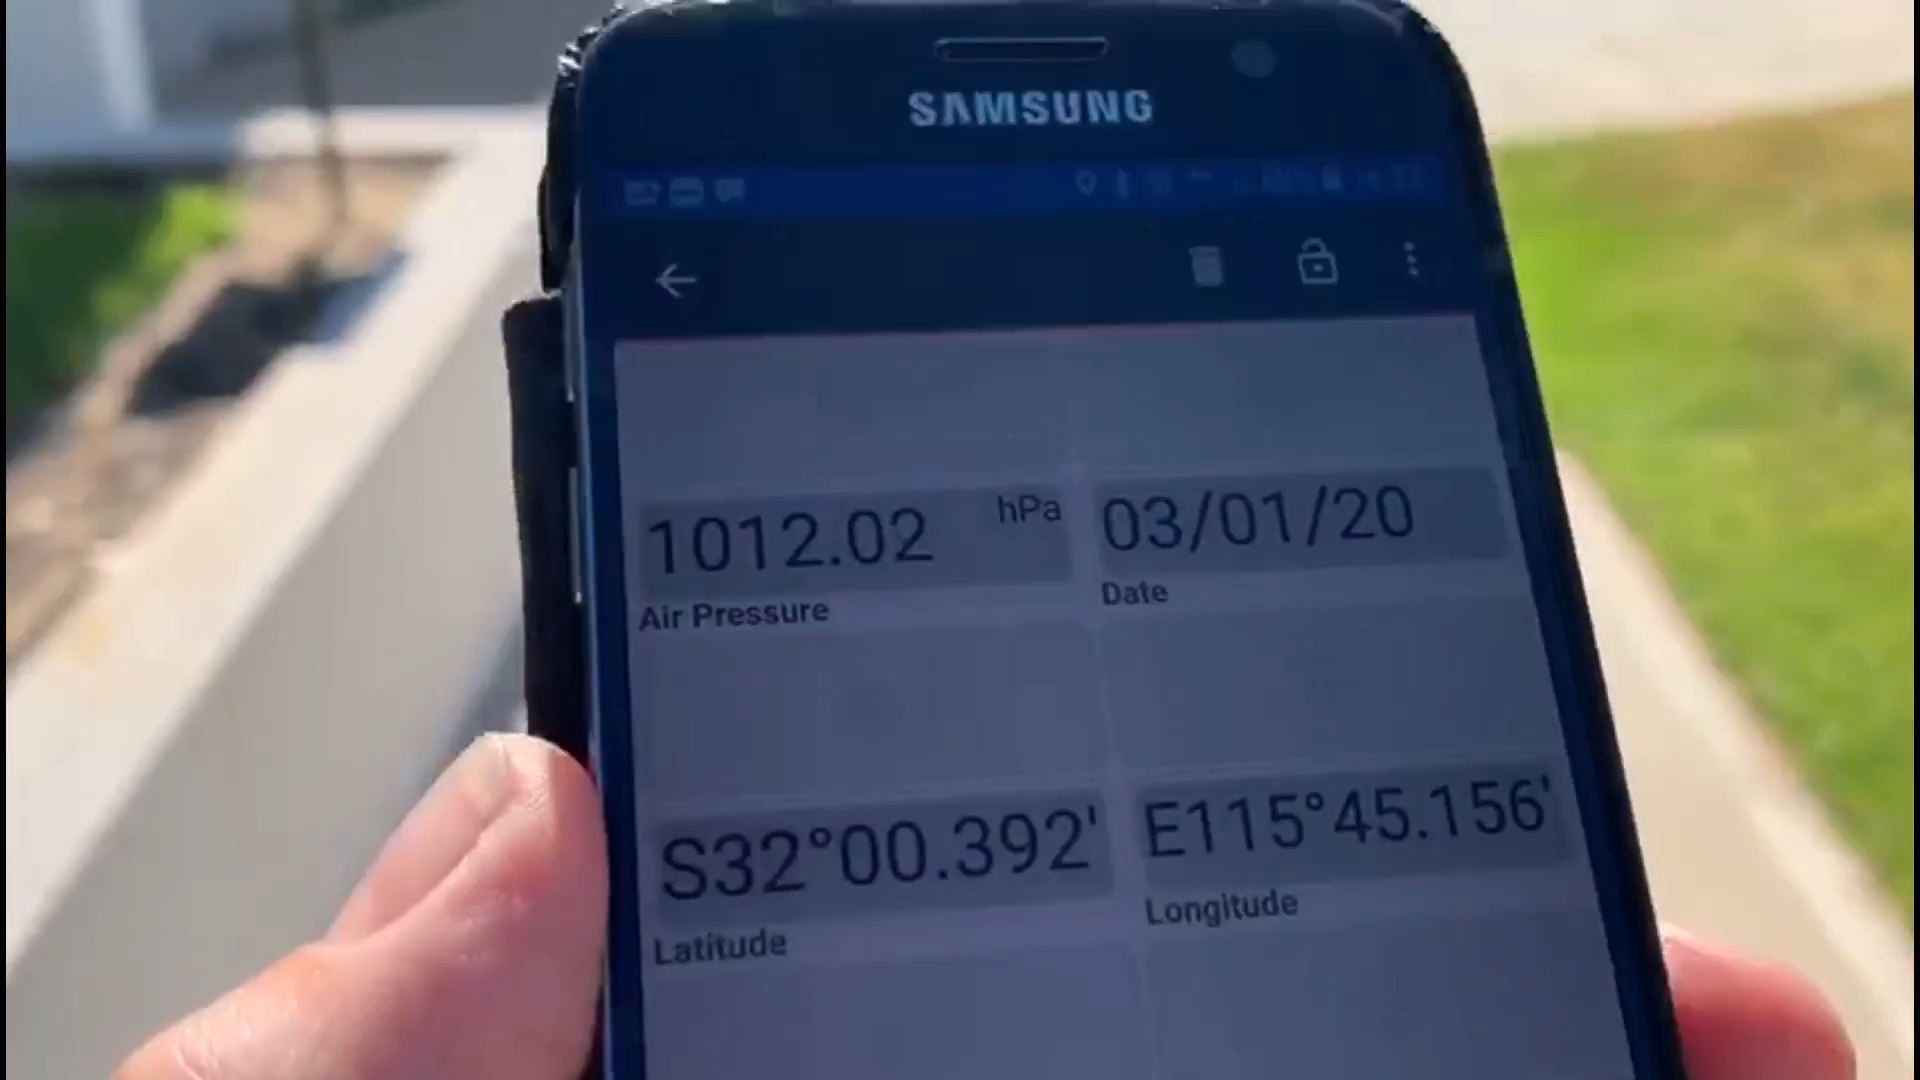 SAMSUNG
1012.02 hPa
Air Pressure
03/01/20
Date
S32°00.392'
Latitude
E115°45.156'
Longitude